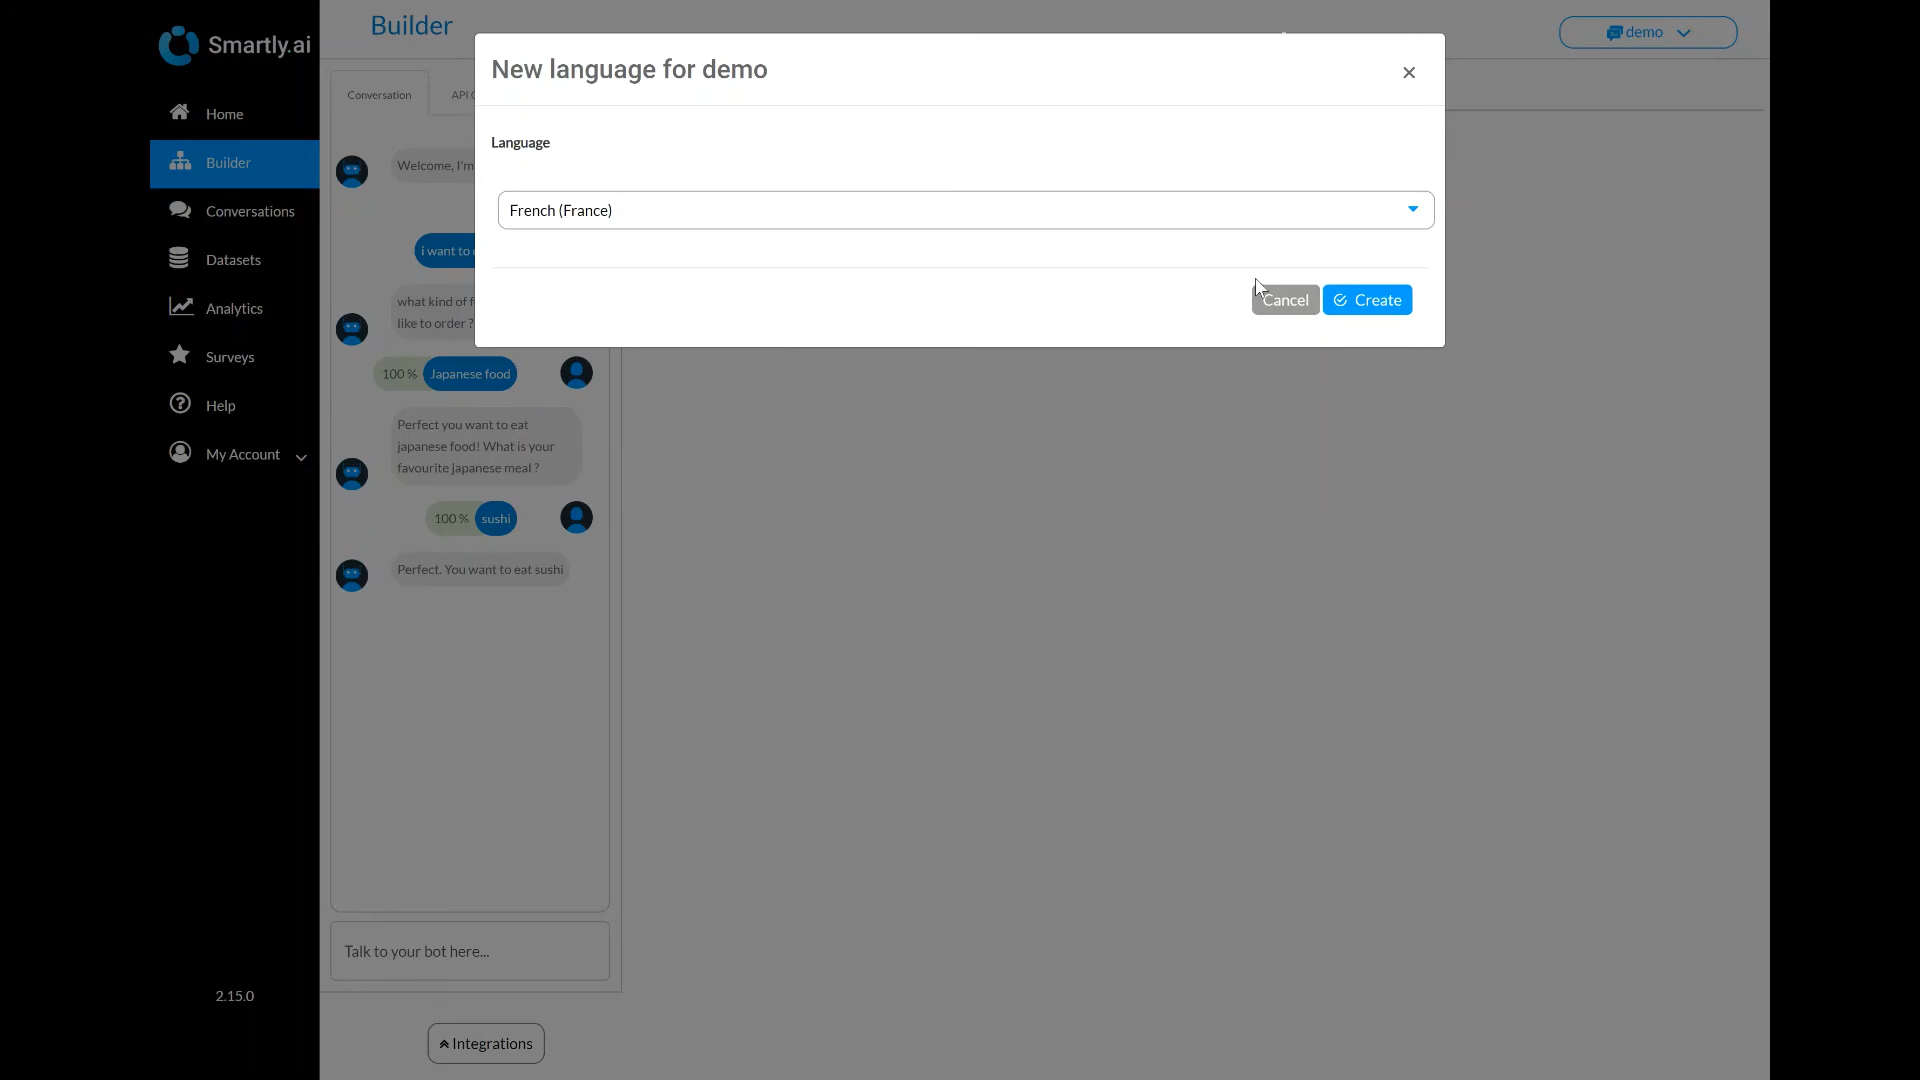 Smartly.ai
Home
Builder
Conversations
Datasets
Analytics
Surveys
Help
My Account
2.15.0
Builder
demo
Conversation
API
Welcome, I'm
i want to
what kind of f
like to order ?
100 % Japanese food
Perfect you want to eat
japanese food! What is your
favourite japanese meal ?
100 % sushi
Perfect. You want to eat sushi
Talk to your bot here...
Integrations
New language for demo
×
Language
French (France)
Cancel
Create